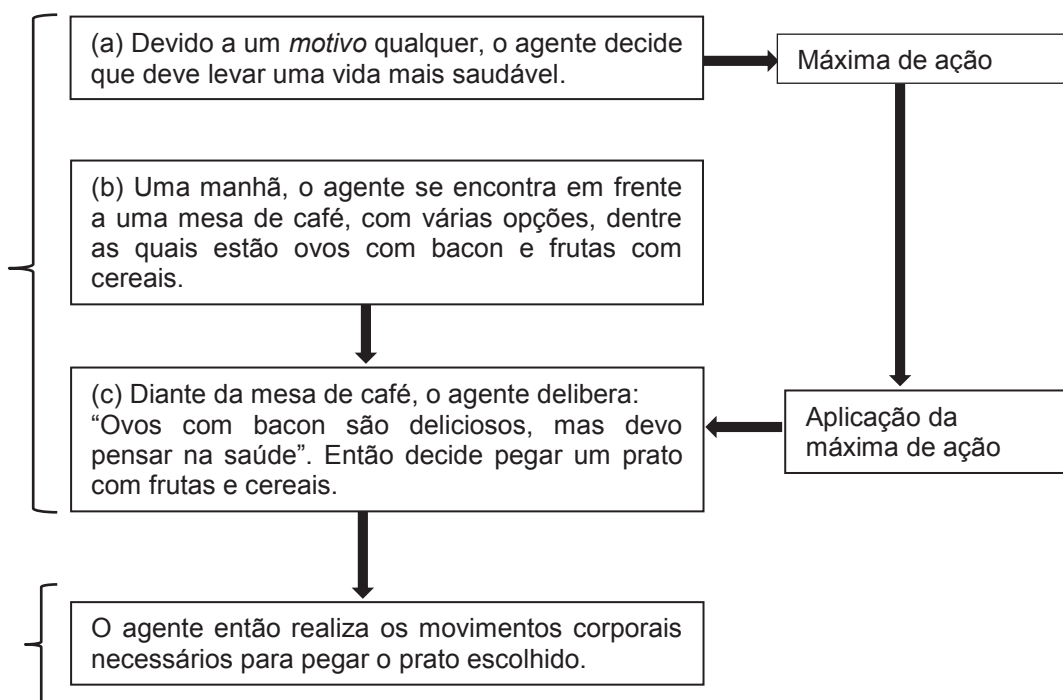 (a) Devido a um motivo qualquer, o agente decide
que deve levar uma vida mais saudável.
Máxima de ação
(b) Uma manhã, o agente se encontra em frente
a uma mesa de café, com várias opções, dentre
as quais estão ovos com bacon e frutas com
cereais.
(c) Diante da mesa de café, o agente delibera:
“Ovos com bacon são deliciosos, mas devo
pensar na saúde”. Então decide pegar um prato
com frutas e cereais.
Aplicação da
máxima de ação
O agente então realiza os movimentos corporais
necessários para pegar o prato escolhido.